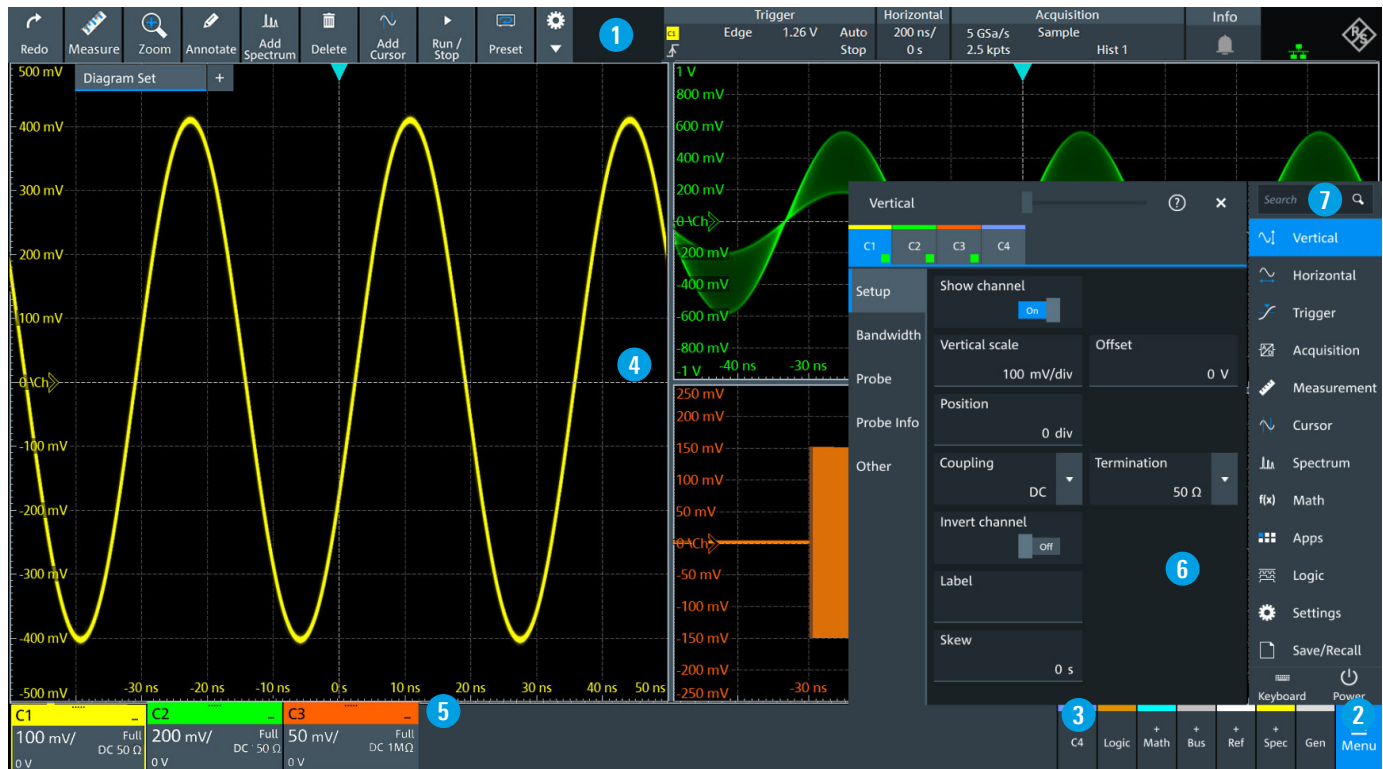 Redo
Measure
Zoom
Annotate
Add Spectrum
Delete
Add Cursor
Run / Stop
Preset
1
C1
Trigger
Edge 1.26 V Auto
Stop
Horizontal
200 ns/
0 s
Acquisition
5 GSa/s Sample
2.5 kpts Hist 1
Info
R&S
Diagram Set +
500 mV
400 mV
300 mV
200 mV
100 mV
-100 mV
-200 mV
-300 mV
-400 mV
-500 mV
-30 ns
-20 ns
-10 ns
0 s
10 ns
20 ns
30 ns
40 ns
50 ns
4
1 V
800 mV
600 mV
400 mV
200 mV
-200 mV
-400 mV
-600 mV
-800 mV
-1 V
-40 ns
-30 ns
250 mV
200 mV
150 mV
100 mV
50 mV
-50 mV
-100 mV
-150 mV
-200 mV
-250 mV
-30 ns
Vertical ? ×
C1 C2 C3 C4
Setup
Bandwidth
Probe
Probe Info
Other
Show channel
On
Vertical scale
100 mV/div
Offset
0 V
Position
0 div
Coupling
DC
Termination
50 Ω
Invert channel
Off
6
Label
Skew
0 s
Search
7
Vertical
Horizontal
Trigger
Acquisition
Measurement
Cursor
Spectrum
f(x) Math
Apps
Logic
Settings
Save/Recall
Keyboard
Power
C1
100 mV/ Full
DC 50 Ω
0 V
C2
200 mV/ Full
DC 50 Ω
0 V
C3
50 mV/ Full
DC 1MΩ
0 V
5
3
C4
Logic
+ Math
+ Bus
+ Ref
+ Spec
Gen
2
Menu